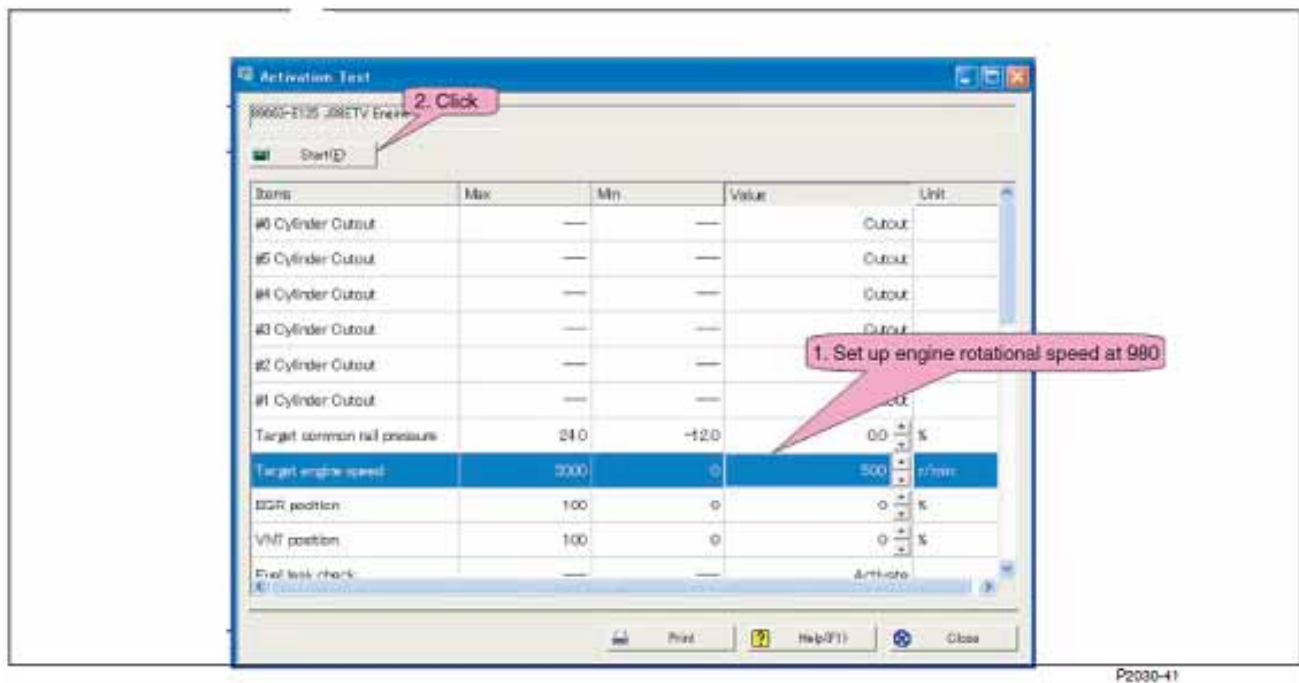 Activation Test
2. Click
J08ETV Engine
Start(E)
Items Max Min Value Unit
#6 Cylinder Cutout --- --- Cutout
#5 Cylinder Cutout --- --- Cutout
#4 Cylinder Cutout --- --- Cutout
#3 Cylinder Cutout --- --- Cutout
1. Set up engine rotational speed at 980
#2 Cylinder Cutout --- ---
#1 Cylinder Cutout --- ---
Target common rail pressure 24.0 -12.0 0.0 %
Target engine speed 0 500 r/min
EGR position 100 0 0 %
VNT position 100 0 0 %
Fuel leak check --- --- Activate
Print Help(F1) Close
P2030-41